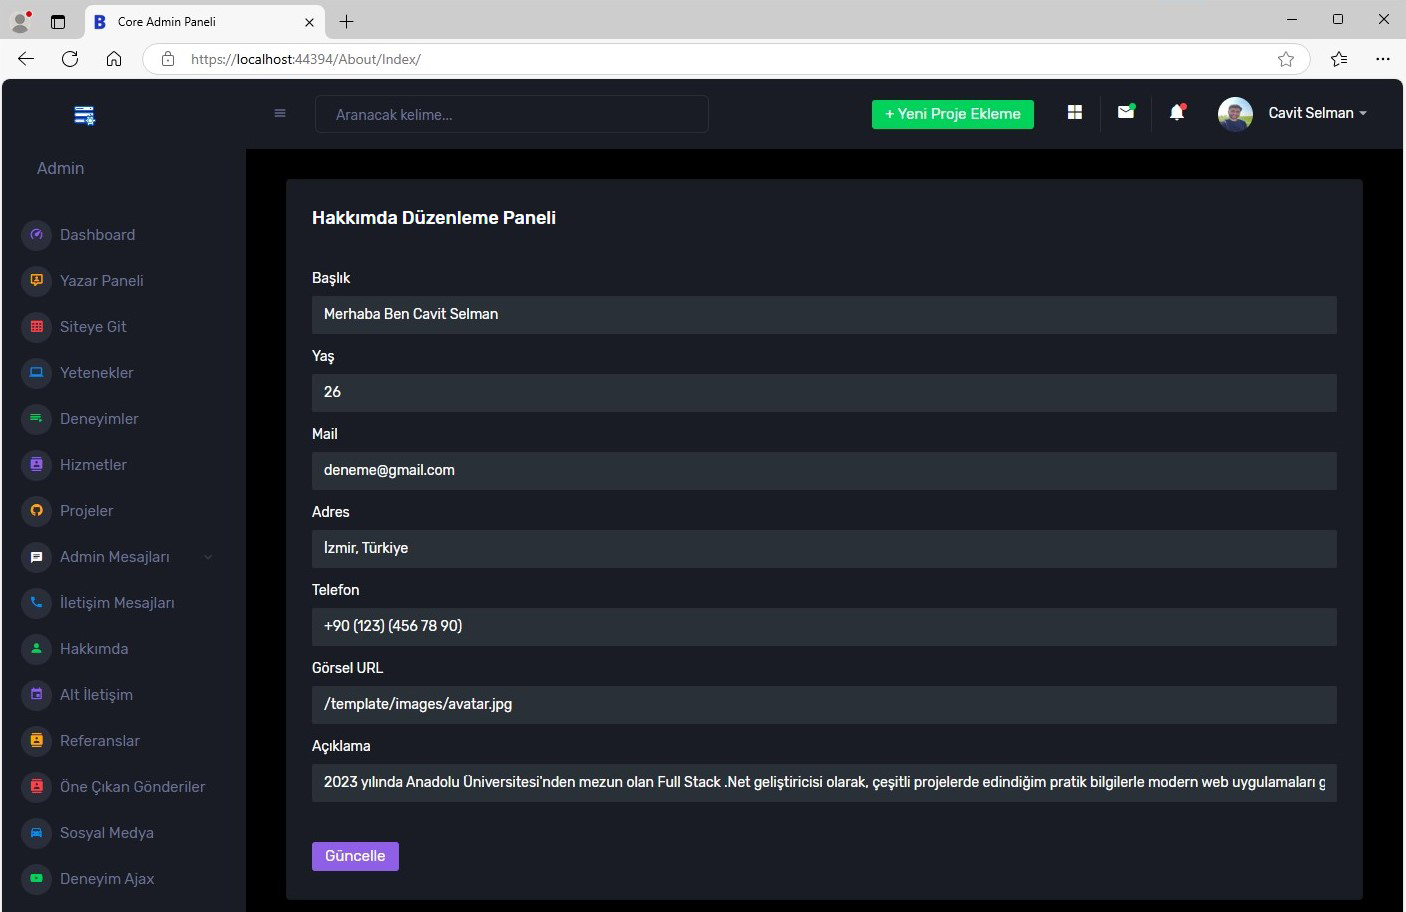 Core Admin Paneli
https://localhost:44394/About/Index/
Aranacak kelime...
+ Yeni Proje Ekleme
Cavit Selman
Admin
Dashboard
Yazar Paneli
Siteye Git
Yetenekler
Deneyimler
Hizmetler
Projeler
Admin Mesajları
İletişim Mesajları
Hakkımda
Alt İletişim
Referanslar
Öne Çıkan Gönderiler
Sosyal Medya
Deneyim Ajax
Hakkımda Düzenleme Paneli
Başlık
Merhaba Ben Cavit Selman
Yaş
26
Mail
deneme@gmail.com
Adres
İzmir, Türkiye
Telefon
+90 (123) (456 78 90)
Görsel URL
/template/images/avatar.jpg
Açıklama
2023 yılında Anadolu Üniversitesi'nden mezun olan Full Stack .Net geliştiricisi olarak, çeşitli projelerde edindiğim pratik bilgilerle modern web uygulamaları g
Güncelle